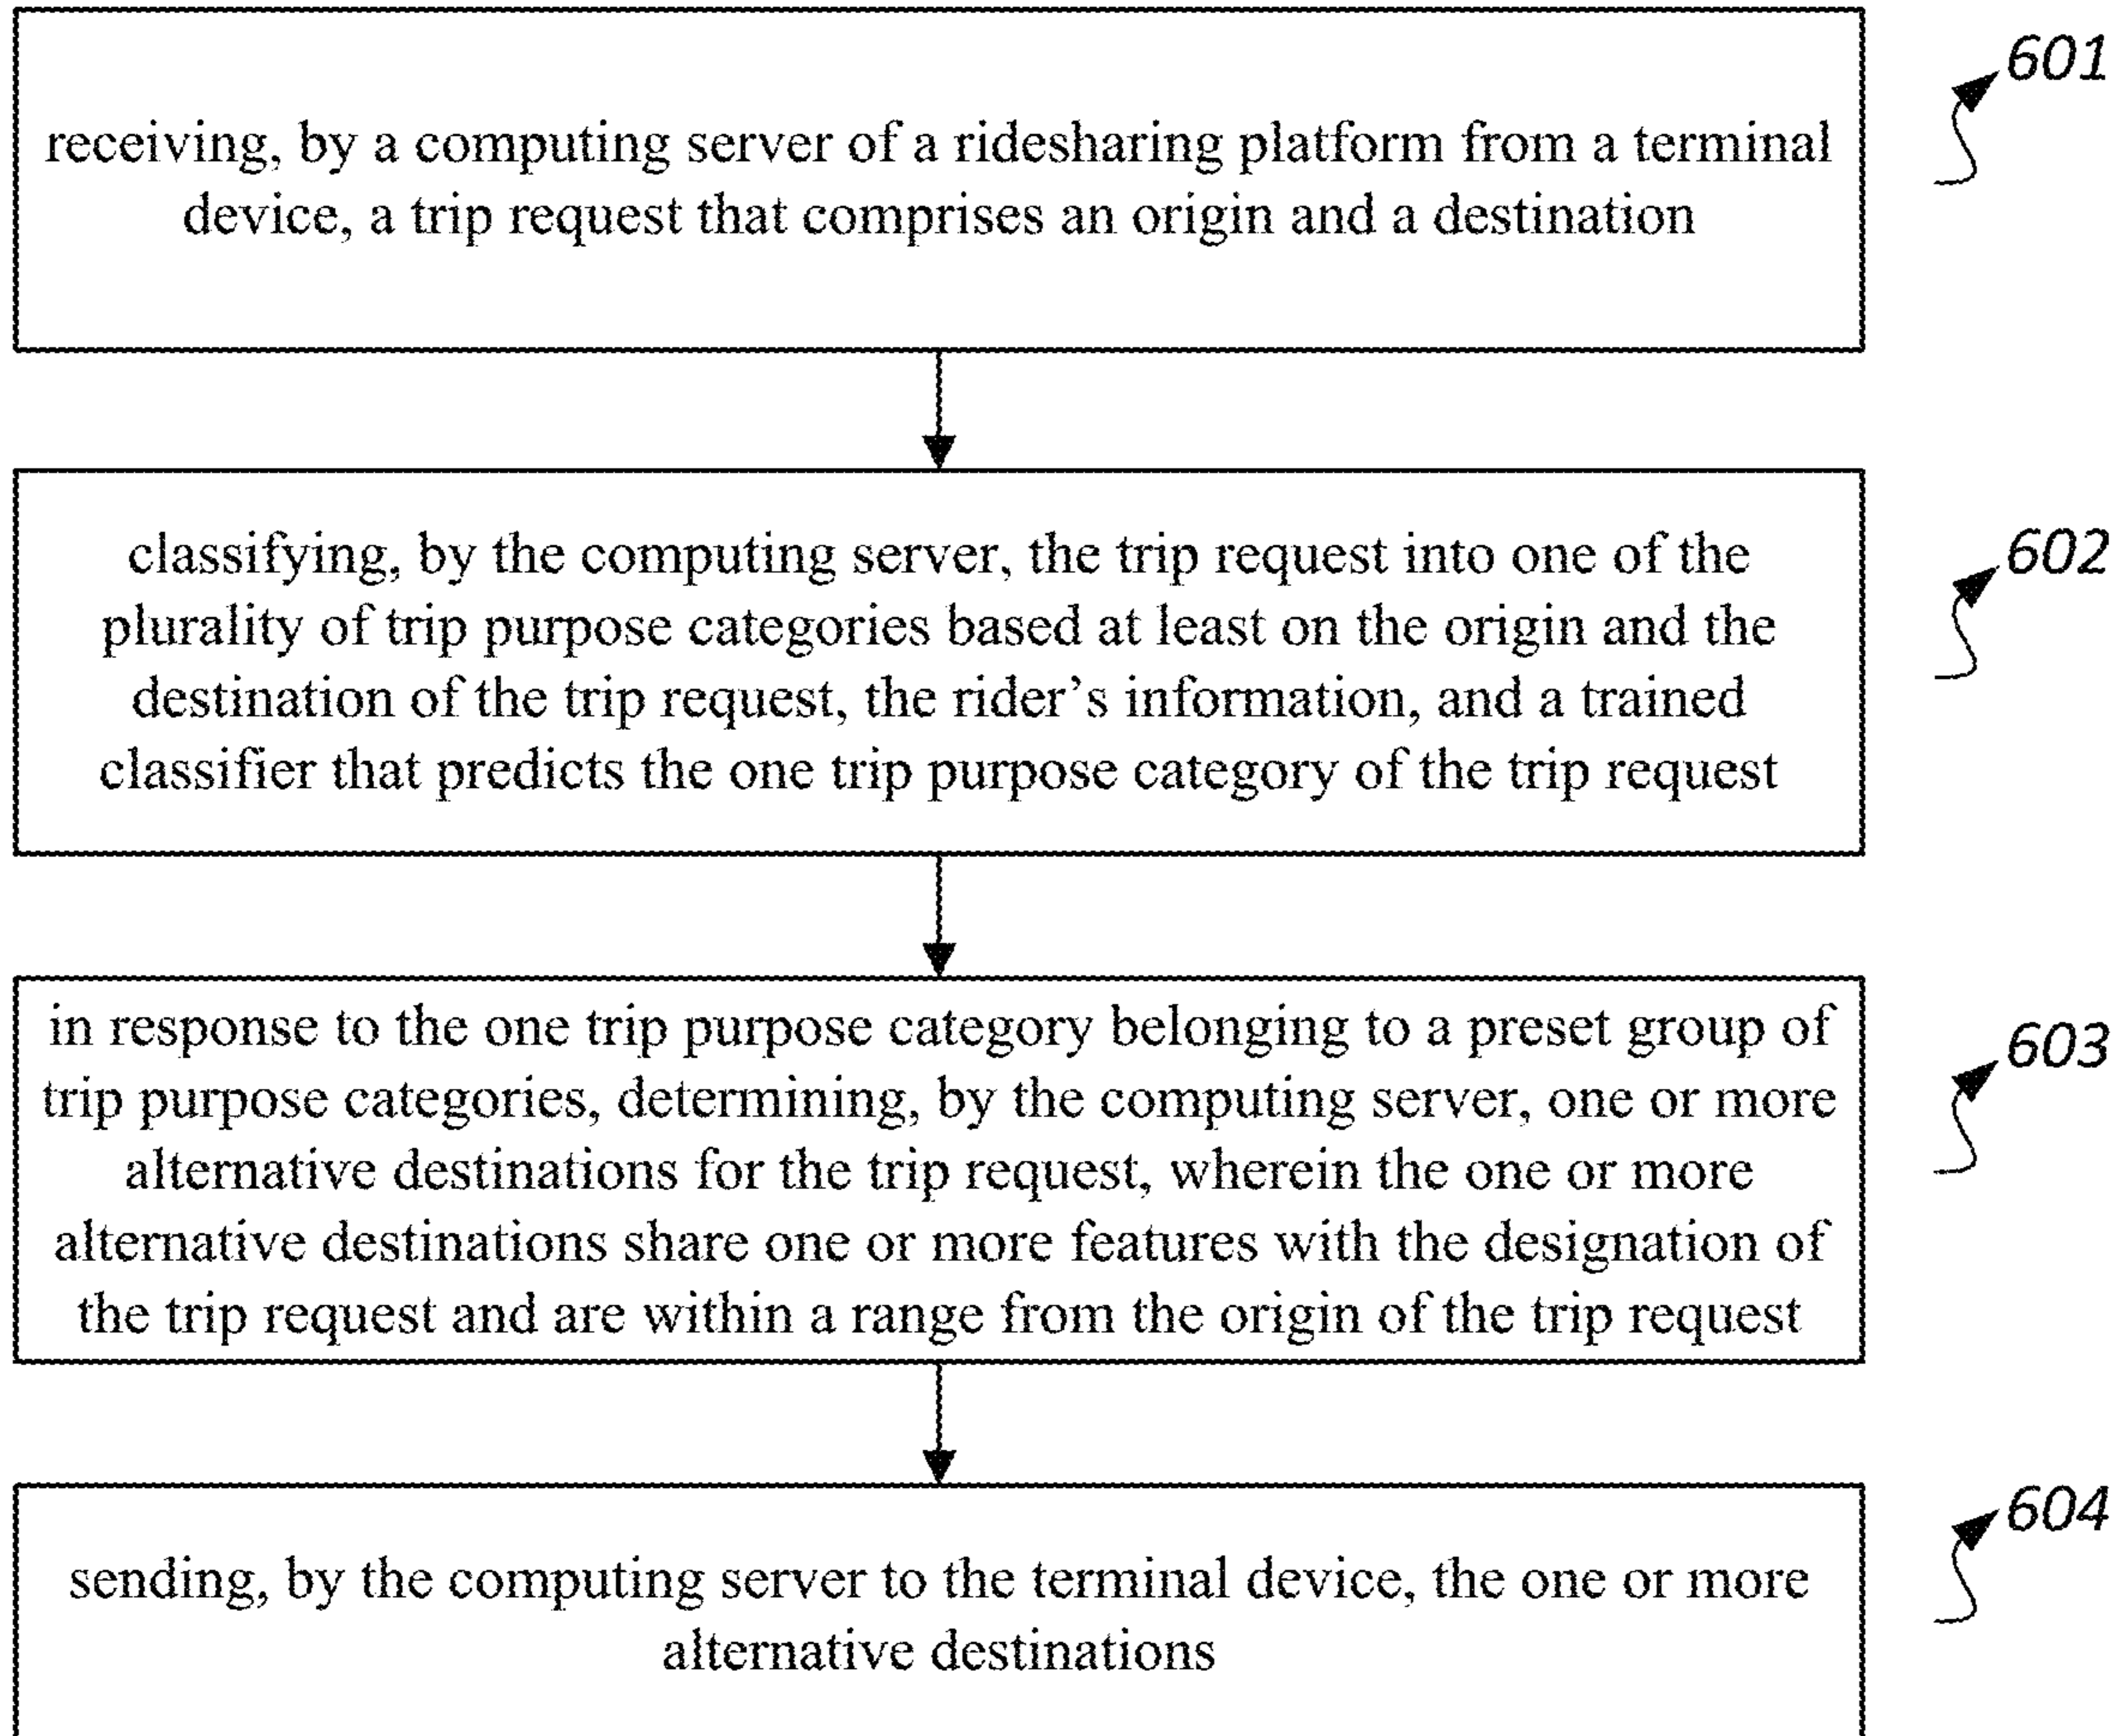 receiving, by a computing server of a ridesharing platform from a terminal
device, a trip request that comprises an origin and a destination
601
classifying, by the computing server, the trip request into one of the
plurality of trip purpose categories based at least on the origin and the
destination of the trip request, the rider's information, and a trained
classifier that predicts the one trip purpose category of the trip request
602
in response to the one trip purpose category belonging to a preset group of
trip purpose categories, determining, by the computing server, one or more
alternative destinations for the trip request, wherein the one or more
alternative destinations share one or more features with the designation of
the trip request and are within a range from the origin of the trip request
603
sending, by the computing server to the terminal device, the one or more
alternative destinations
604